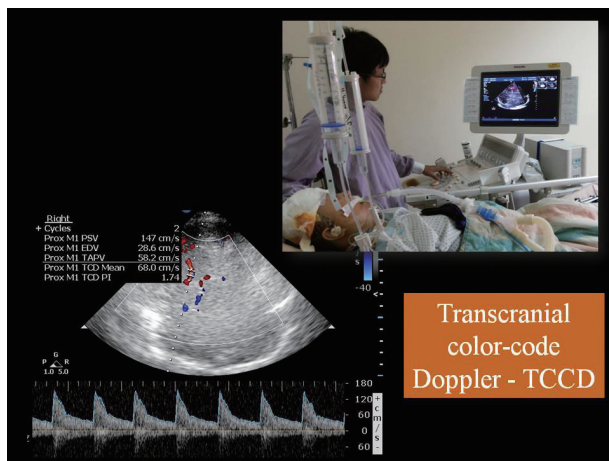 Right
+ Cycles 2
Prox M1 PSV 147 cm/s
Prox M1 EDV 28.6 cm/s
Prox M1 TAPV 58.2 cm/s
Prox M1 TCD Mean 68.0 cm/s
Prox M1 TCD PI 1.74
s
-40
Transcranial
color-code
Doppler - TCCD
G
P R
1.0 5.0
180
120
60
0
60
+cm/s-